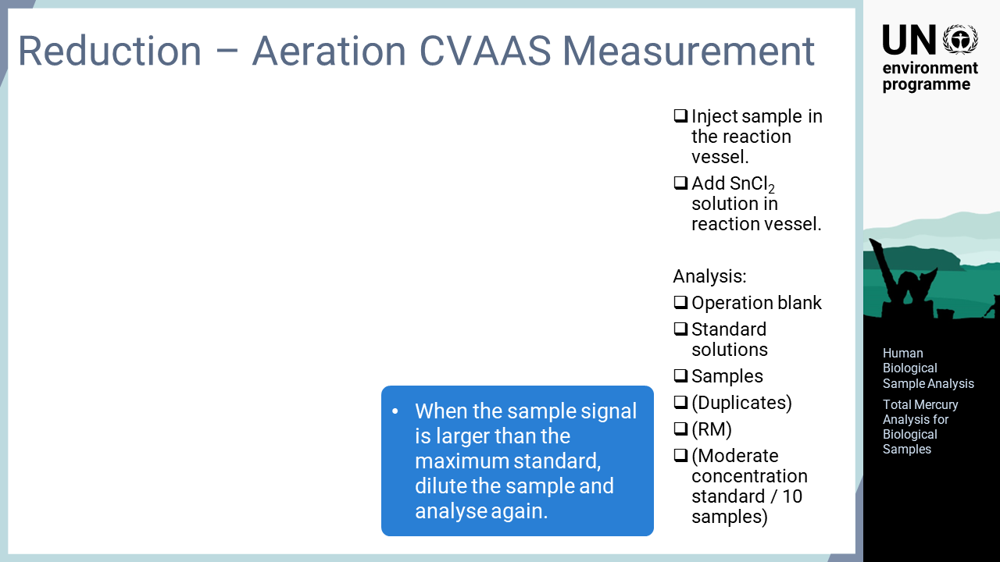 Reduction – Aeration CVAAS Measurement
❑ Inject sample in
the reaction
vessel.
❑ Add SnCl₂
solution in
reaction vessel.
Analysis:
❑ Operation blank
❑ Standard
solutions
❑ Samples
❑ (Duplicates)
❑ (RM)
❑ (Moderate
concentration
standard / 10
samples)
• When the sample signal
is larger than the
maximum standard,
dilute the sample and
analyse again.
UN
environment
programme
Human
Biological
Sample Analysis
Total Mercury
Analysis for
Biological
Samples